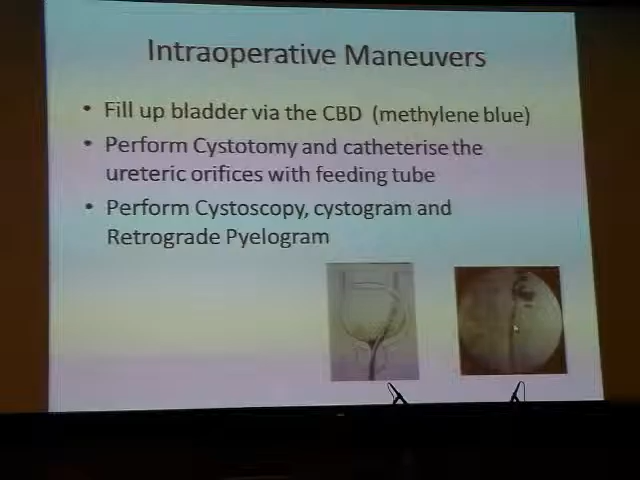 Intraoperative Maneuvers
• Fill up bladder via the CBD (methylene blue)
• Perform Cystotomy and catheterise the
ureteric orifices with feeding tube
• Perform Cystoscopy, cystogram and
Retrograde Pyelogram